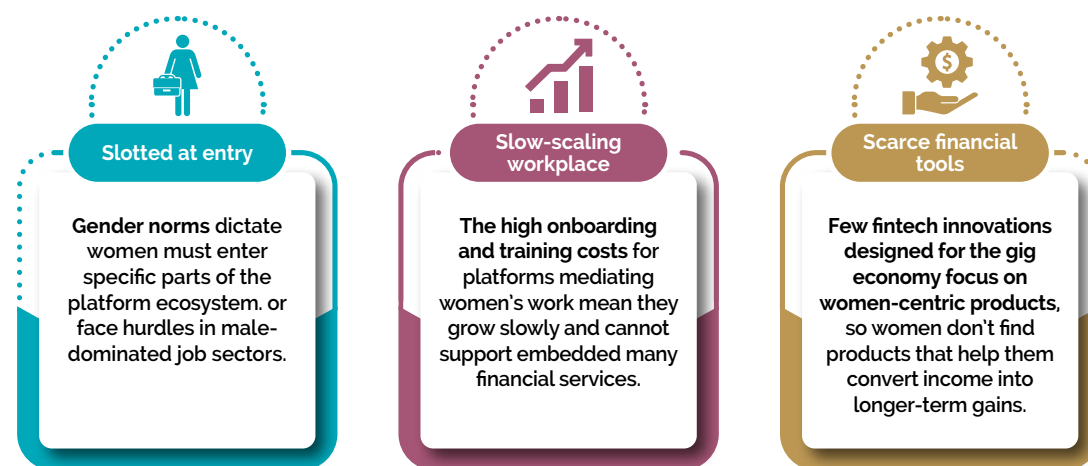 Slotted at entry
Gender norms dictate
women must enter
specific parts of the
platform ecosystem. or
face hurdles in male-
dominated job sectors.
Slow-scaling
workplace
The high onboarding
and training costs for
platforms mediating
women's work mean they
grow slowly and cannot
support embedded many
financial services.
Scarce financial
tools
Few fintech innovations
designed for the gig
economy focus on
women-centric products,
so women don't find
products that help them
convert income into
longer-term gains.